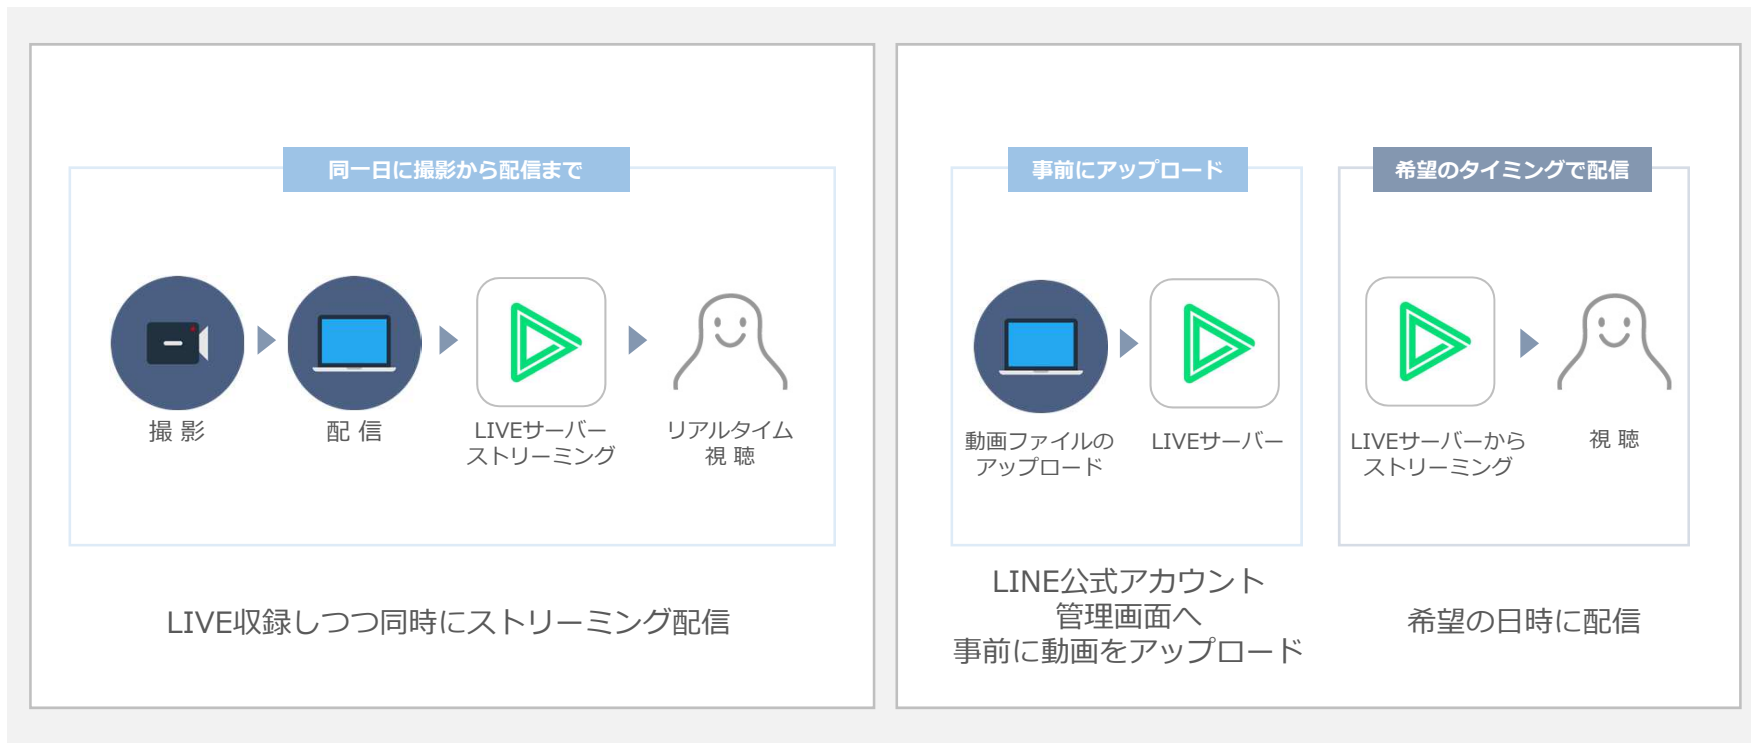 同一日に撮影から配信まで
撮 影
配 信
LIVEサーバー
ストリーミング
リアルタイム
視 聴
LIVE収録しつつ同時にストリーミング配信
事前にアップロード
動画ファイルの
アップロード
LIVEサーバー
LINE公式アカウント
管理画面へ
事前に動画をアップロード
希望のタイミングで配信
LIVEサーバーから
ストリーミング
視 聴
希望の日時に配信